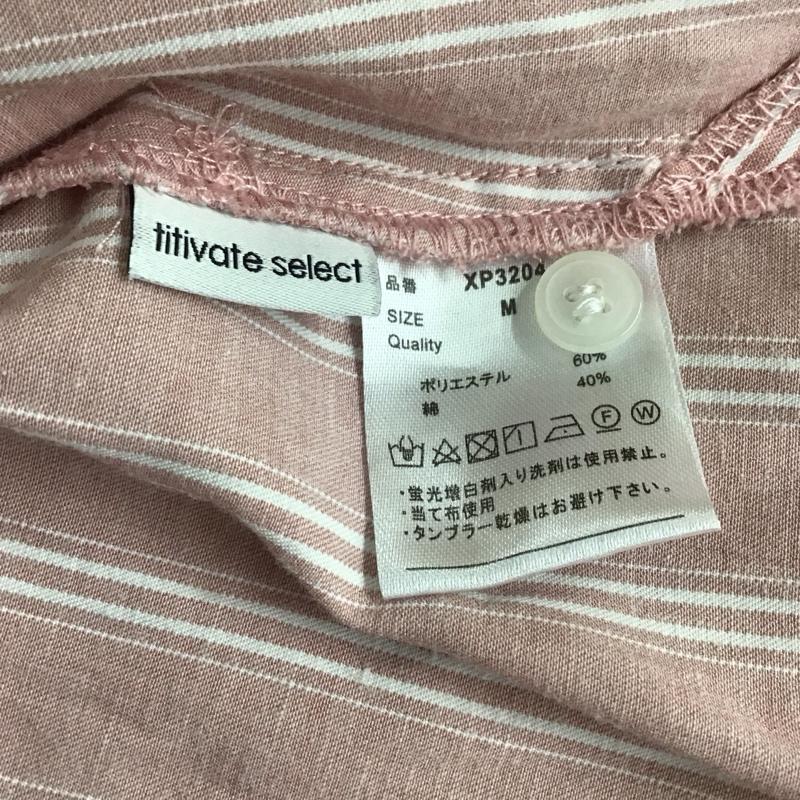 titivate select
品番 XP3204
SIZE M
Quality
60%
ポリエステル 40%
綿
F W
・蛍光増白剤入り洗剤は使用禁止。
・当て布使用
・タンブラー乾燥はお避け下さい。